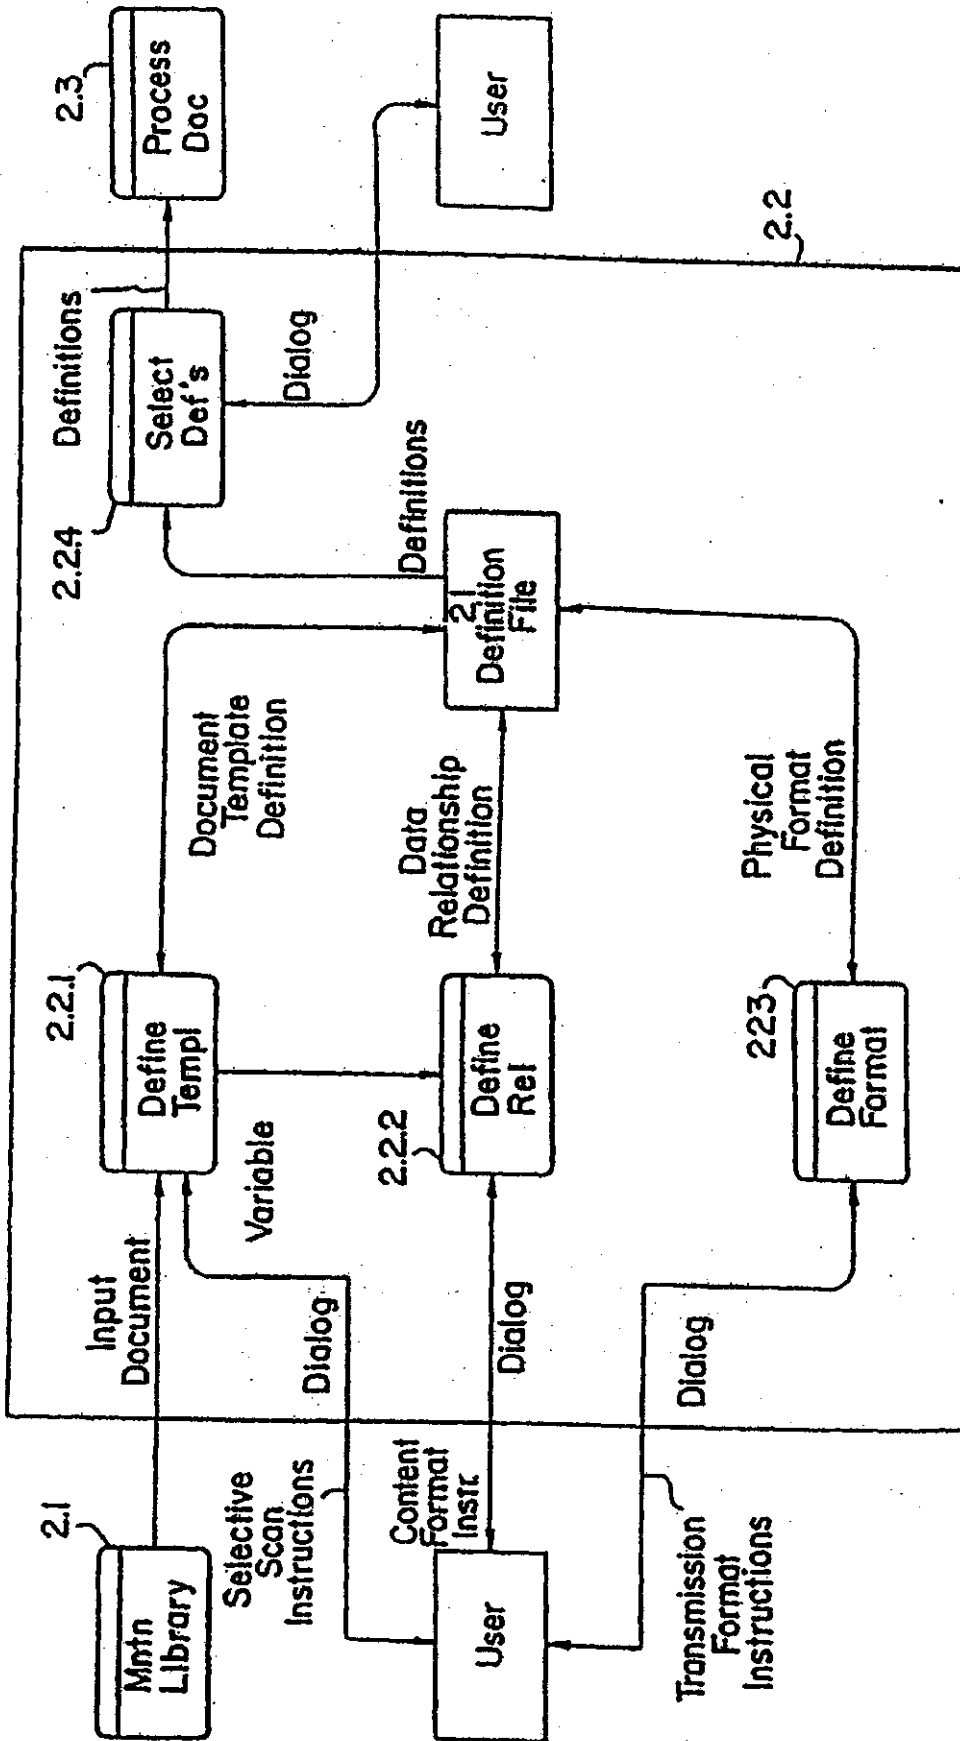 2.1
Mntn
Library
Input
Document
2.2.1
Define
Templ
Document
Template
Definition
2.2.4
Select
Def's
Definitions
2.3
Process
Doc
Selective
Scan
Instructions
Dialog
Variable
Definitions
Dialog
User
Content
Format
Instr.
Dialog
2.2.2
Define
Rel
Data
Relationship
Definition
2.1
Definition
File
User
Transmission
Format
Instructions
Dialog
223
Define
Format
Physical
Format
Definition
2.2